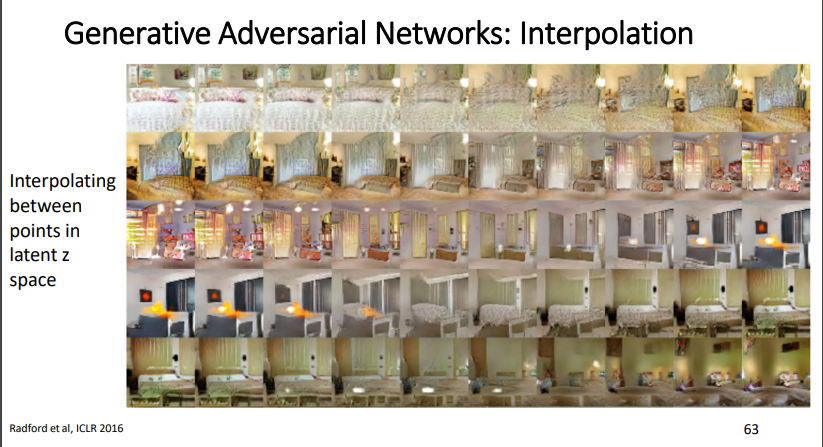 Generative Adversarial Networks: Interpolation
Interpolating
between
points in
latent z
space
Radford et al, ICLR 2016
63